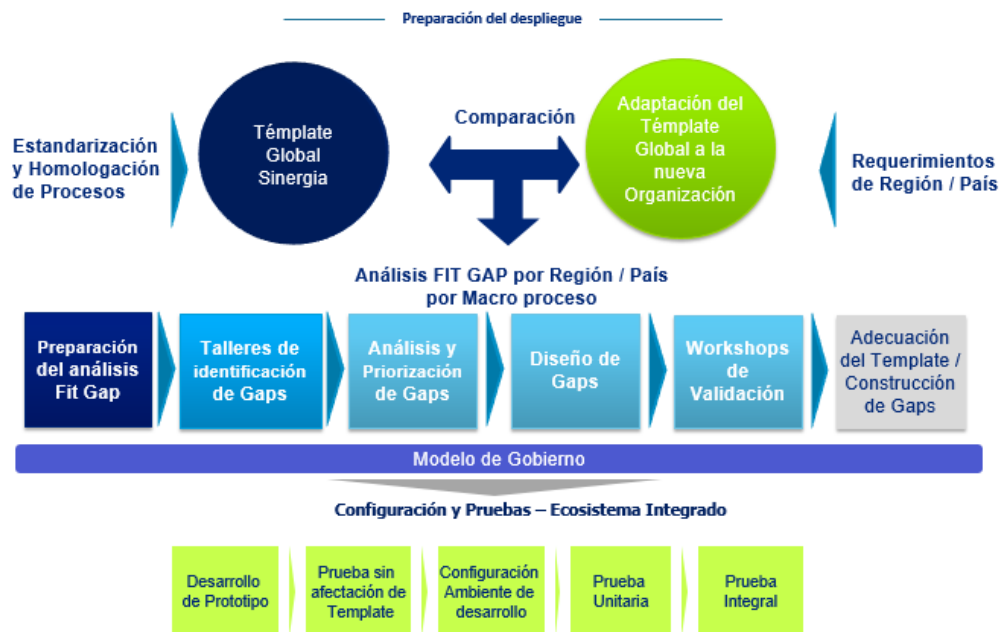 Preparación del despliegue
Estandarización
y Homologación
de Procesos
Témplate
Global
Sinergia
Comparación
Adaptación del
Témplate
Global a la
nueva
Organización
Requerimientos
de Región / País
Análisis FIT GAP por Región / País
por Macro proceso
Preparación
del análisis
Fit Gap
Talleres de
identificación
de Gaps
Análisis y
Priorización
de Gaps
Diseño de
Gaps
Workshops
de
Validación
Adecuación
del Template /
Construcción
de Gaps
Modelo de Gobierno
Configuración y Pruebas – Ecosistema Integrado
Desarrollo
de Prototipo
Prueba sin
afectación de
Template
Configuración
Ambiente de
desarrollo
Prueba
Unitaria
Prueba
Integral